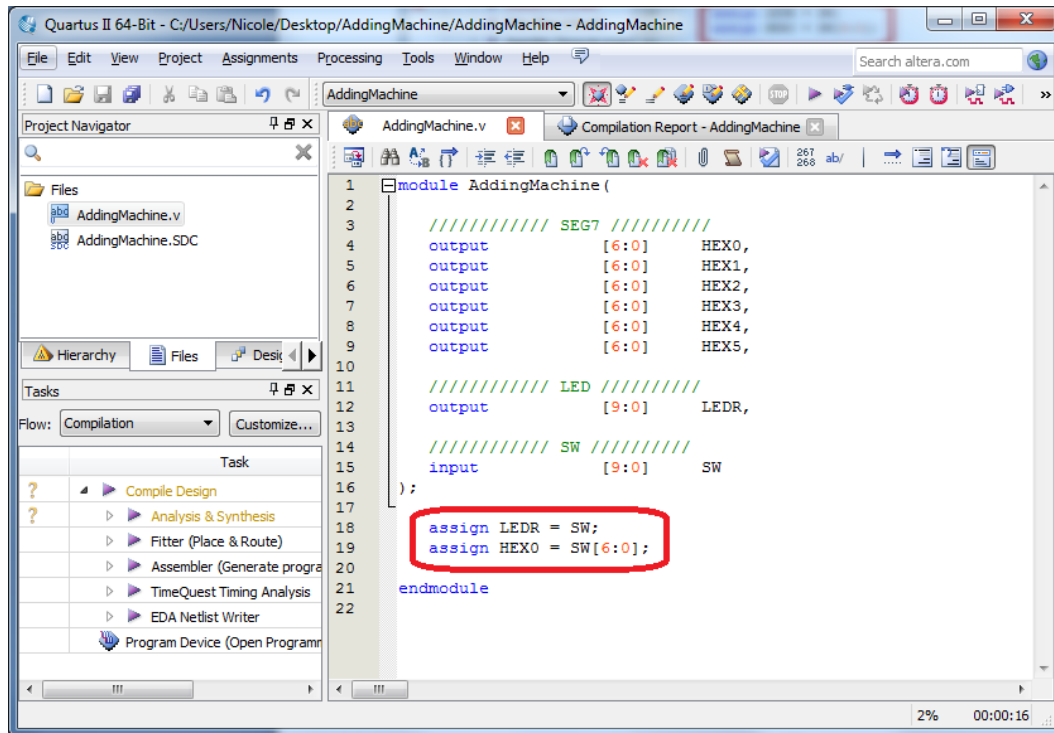 Quartus II 64-Bit - C:/Users/Nicole/Desktop/AddingMachine/AddingMachine - AddingMachine
File Edit View Project Assignments Processing Tools Window Help
Search altera.com
AddingMachine
Project Navigator
Files
AddingMachine.v
AddingMachine.SDC
Hierarchy Files Desig
Tasks
Flow: Compilation Customize...
Task
? Compile Design
? Analysis & Synthesis
Fitter (Place & Route)
Assembler (Generate progra
TimeQuest Timing Analysis
EDA Netlist Writer
Program Device (Open Programm
AddingMachine.v Compilation Report - AddingMachine
267
268 ab/
1 module AddingMachine(
2
3 //////////// SEG7 //////////
4 output [6:0] HEX0,
5 output [6:0] HEX1,
6 output [6:0] HEX2,
7 output [6:0] HEX3,
8 output [6:0] HEX4,
9 output [6:0] HEX5,
10
11 //////////// LED //////////
12 output [9:0] LEDR,
13
14 //////////// SW //////////
15 input [9:0] SW
16 );
17
18 assign LEDR = SW;
19 assign HEX0 = SW[6:0];
20
21 endmodule
22
2% 00:00:16